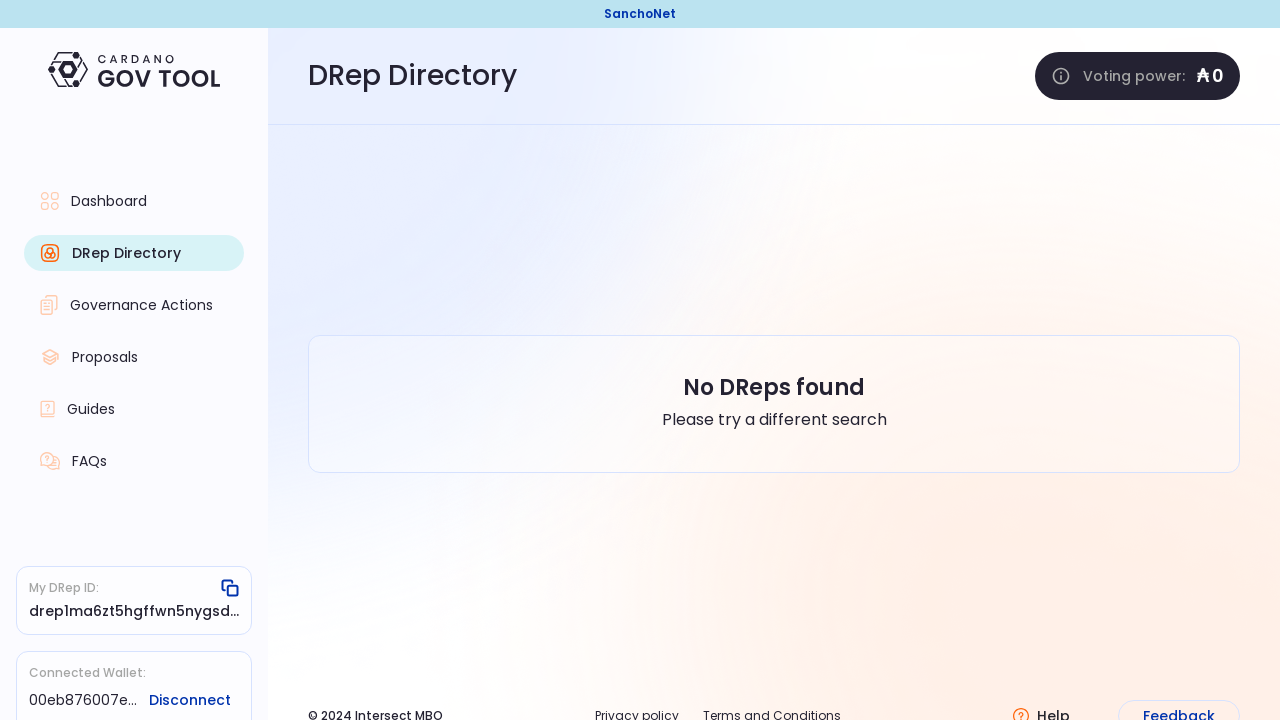 SanchoNet
CARDANO
GOV TOOL
DRep Directory
Voting power: ₳0
Dashboard
DRep Directory
Governance Actions
Proposals
Guides
FAQs
No DReps found
Please try a different search
My DRep ID:
drep1ma6zt5hgffwn5nygsd...
Connected Wallet:
00eb876007e... Disconnect
© 2024 Intersect MBO Privacy policy Terms and Conditions Help Feedback